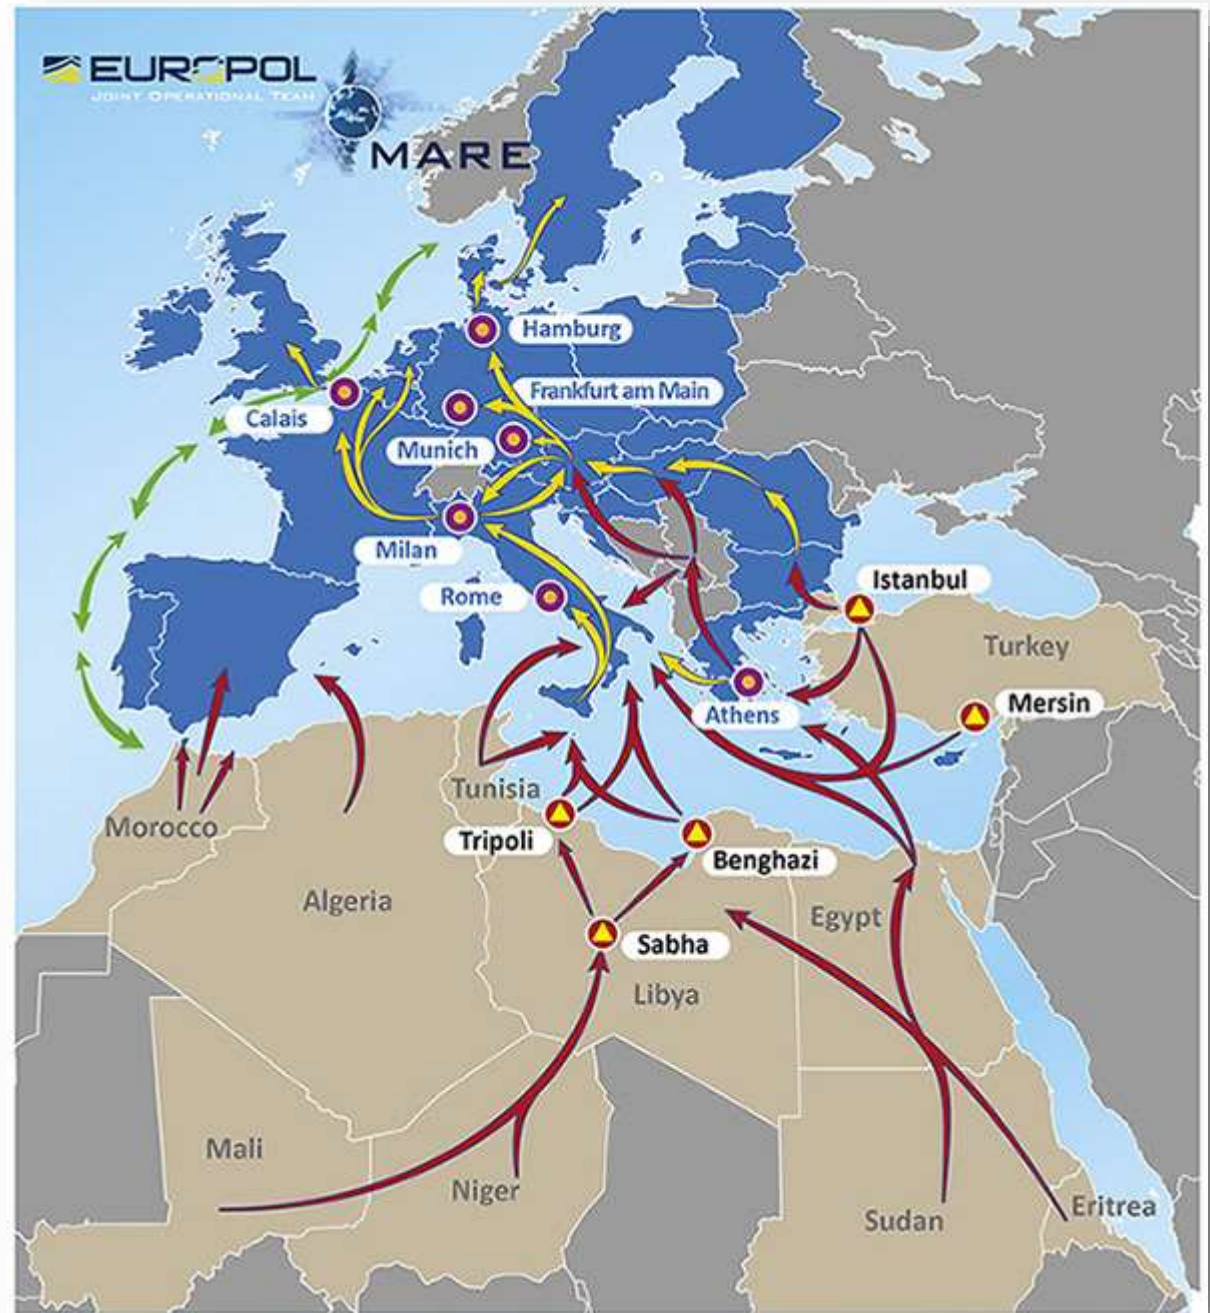 EUROPOL
JOINT OPERATIONAL TEAM
MARE
Hamburg
Frankfurt am Main
Calais
Munich
Milan
Rome
Istanbul
Turkey
Mersin
Athens
Tunisia
Morocco
Tripoli
Benghazi
Algeria
Egypt
Sabha
Libya
Mali
Niger
Sudan
Eritrea